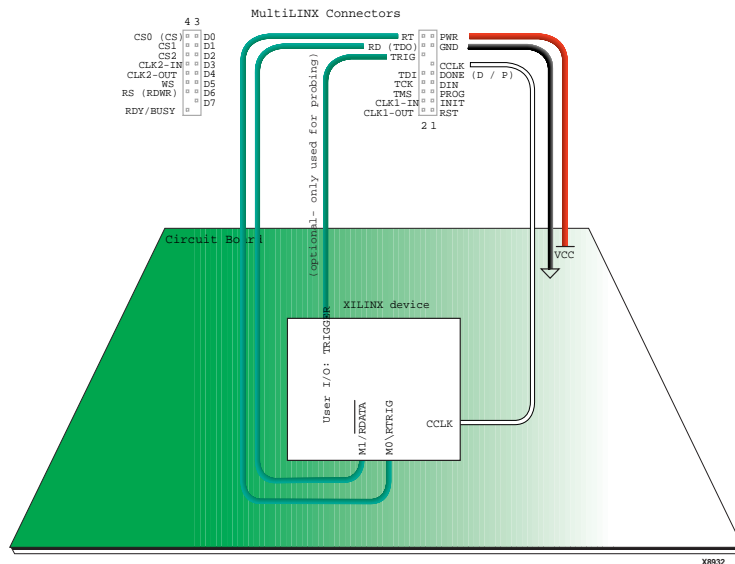 MultiLINX Connectors
4 3
CS0 (CS) D0
CS1 D1
CS2 D2
CLK2-IN D3
CLK2-OUT D4
WS D5
RS (RDWR) D6
D7
RDY/BUSY
RT PWR
RD (TDO) GND
TRIG
CCLK
TDI DONE (D / P)
TCK DIN
TMS PROG
CLK1-IN INIT
CLK1-OUT RST
2 1
(optional- only used for probing)
Circuit Board
VCC
XILINX device
User I/O: TRIGGER
M1/RDATA
M0\RTRIG
CCLK
X8932